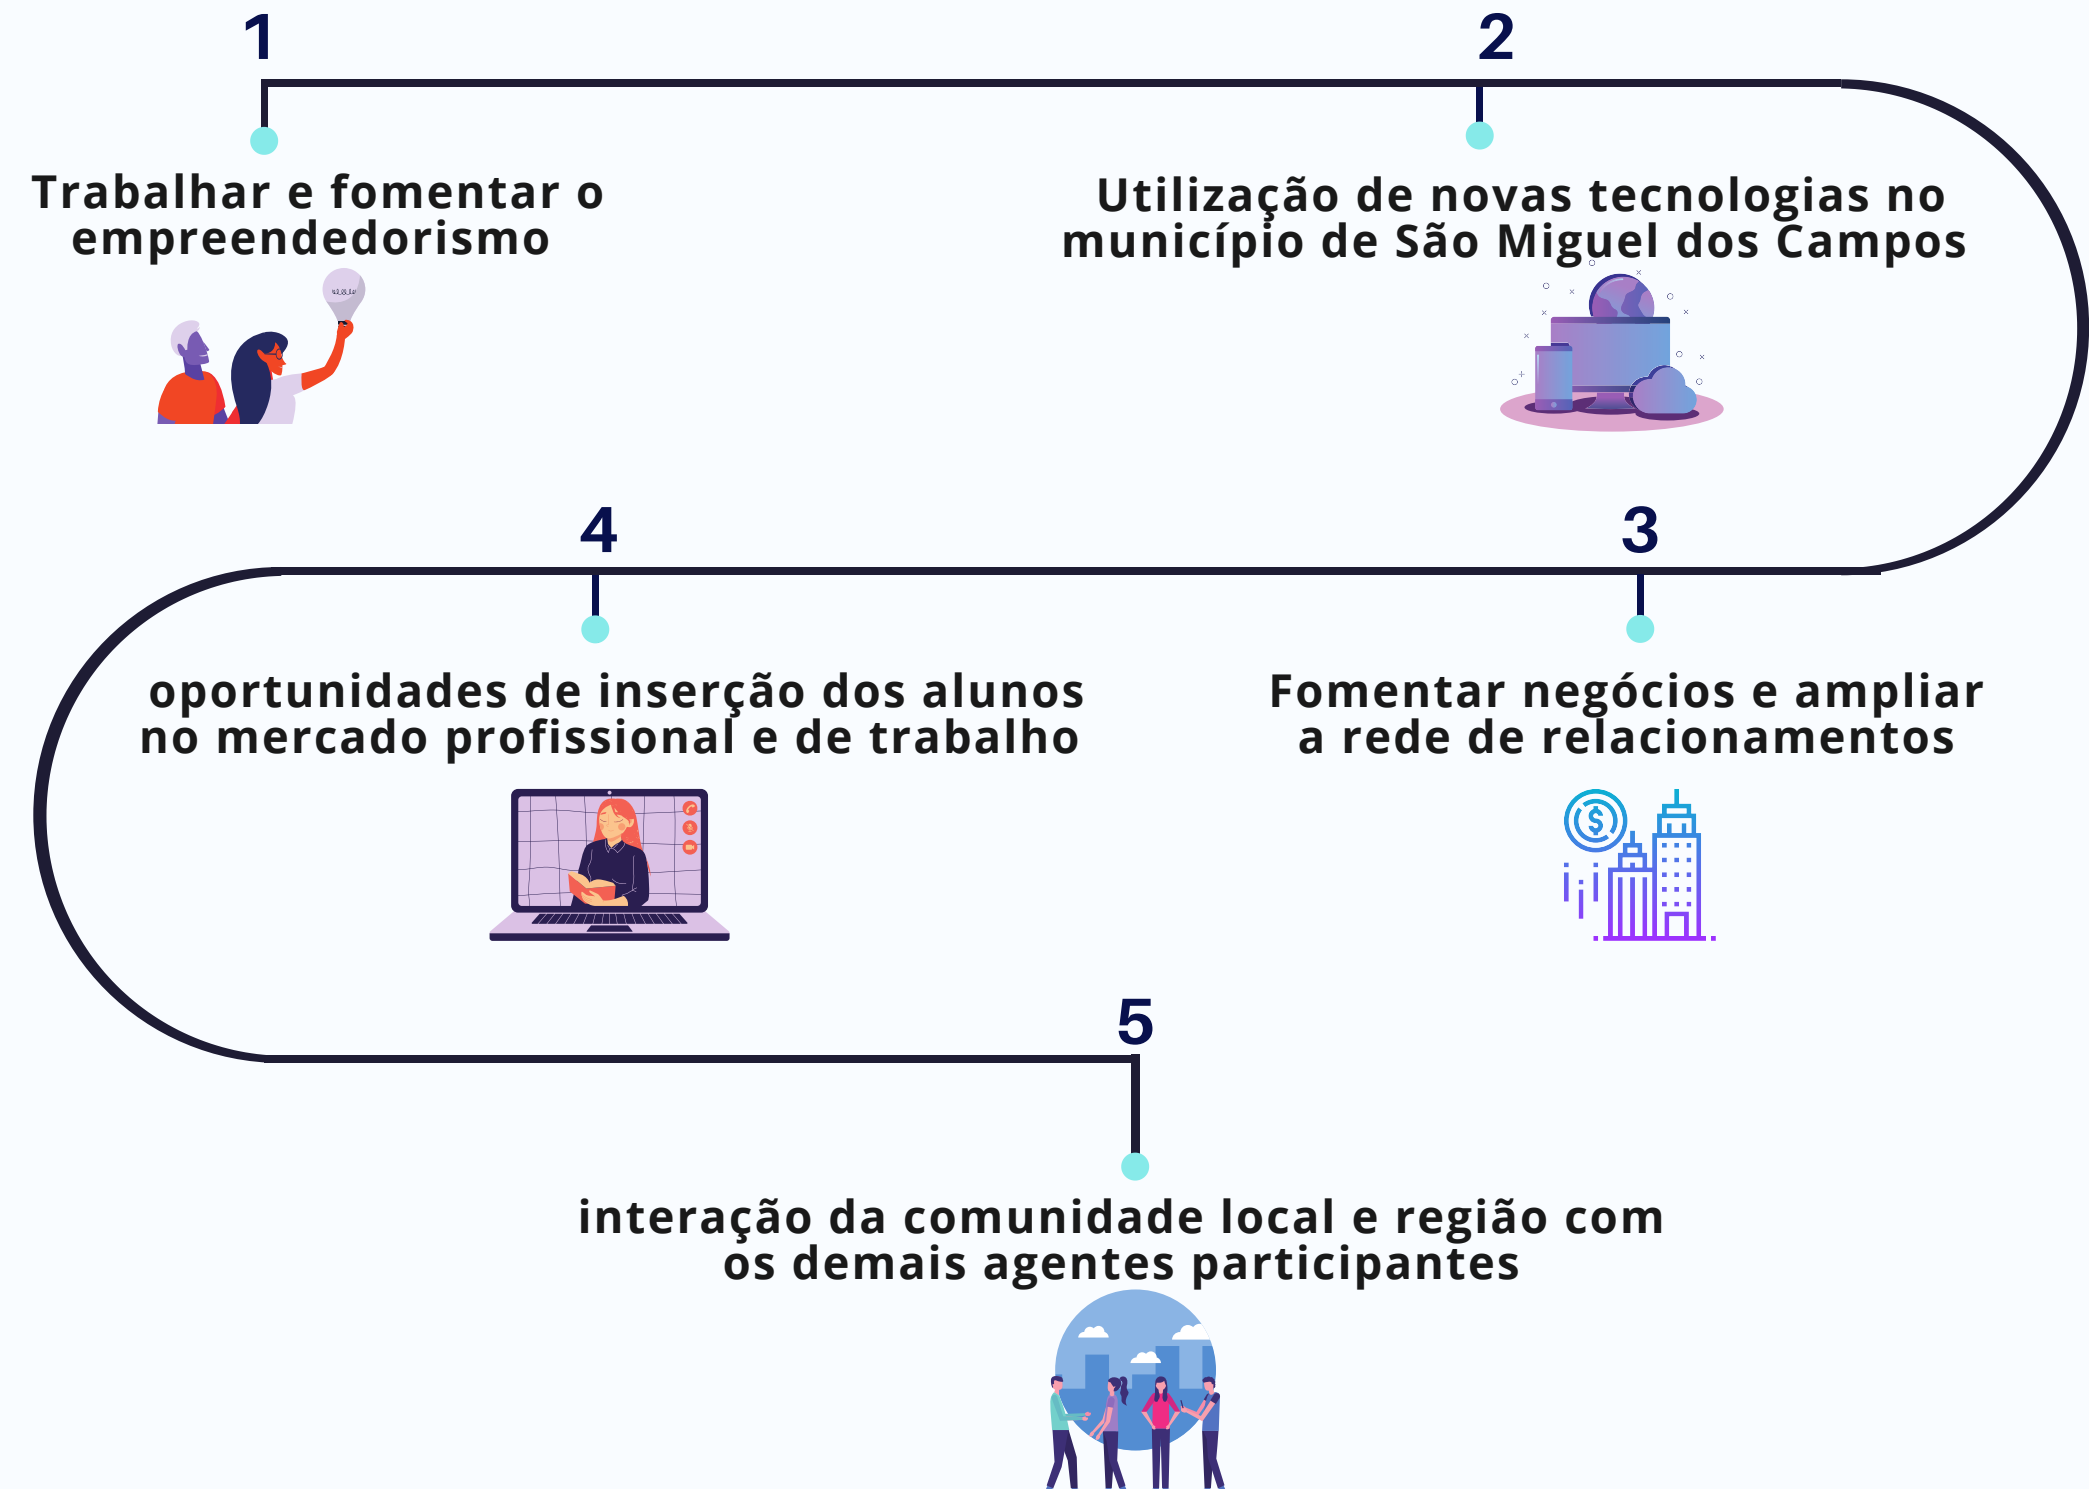 1
Trabalhar e fomentar o
empreendedorismo
2
Utilização de novas tecnologias no
município de São Miguel dos Campos
3
Fomentar negócios e ampliar
a rede de relacionamentos
4
oportunidades de inserção dos alunos
no mercado profissional e de trabalho
5
interação da comunidade local e região com
os demais agentes participantes